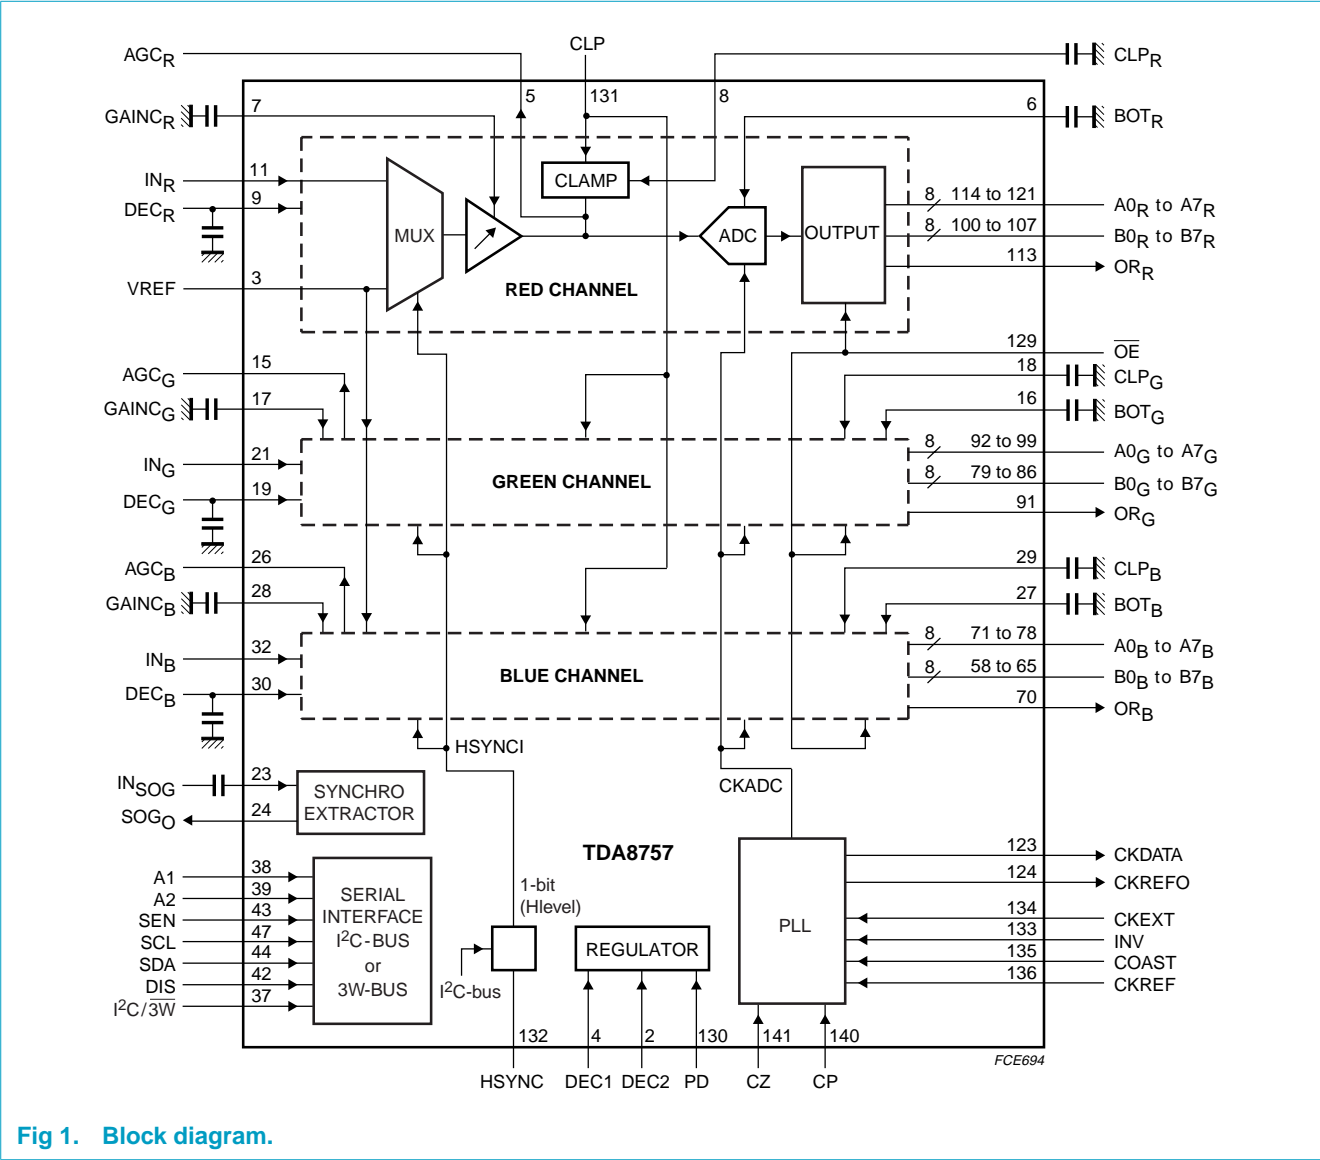 AGCR
CLP
CLPR
5
131
8
GAINCR
7
6
BOTR
INR
11
CLAMP
DECR
9
8
114 to 121
A0R to A7R
MUX
ADC
OUTPUT
8
100 to 107
B0R to B7R
113
ORR
VREF
3
RED CHANNEL
129
OE
AGCG
15
18
CLPG
GAINCG
17
16
BOTG
8
92 to 99
A0G to A7G
ING
21
GREEN CHANNEL
8
79 to 86
B0G to B7G
DECG
19
91
ORG
AGCB
26
29
CLPB
GAINCB
28
27
BOTB
8
71 to 78
A0B to A7B
INB
32
BLUE CHANNEL
8
58 to 65
B0B to B7B
DECB
30
70
ORB
HSYNCI
INSOG
23
SYNCHRO
EXTRACTOR
CKADC
SOGO
24
TDA8757
123
CKDATA
124
CKREFO
A1
38
A2
39
SEN
43
SCL
47
SDA
44
DIS
42
I2C/3W
37
SERIAL
INTERFACE
I2C-BUS
or
3W-BUS
1-bit
(Hlevel)
I2C-bus
REGULATOR
PLL
134
CKEXT
133
INV
135
COAST
136
CKREF
132
4
2
130
141
140
FCE694
HSYNC
DEC1
DEC2
PD
CZ
CP
Fig 1. Block diagram.